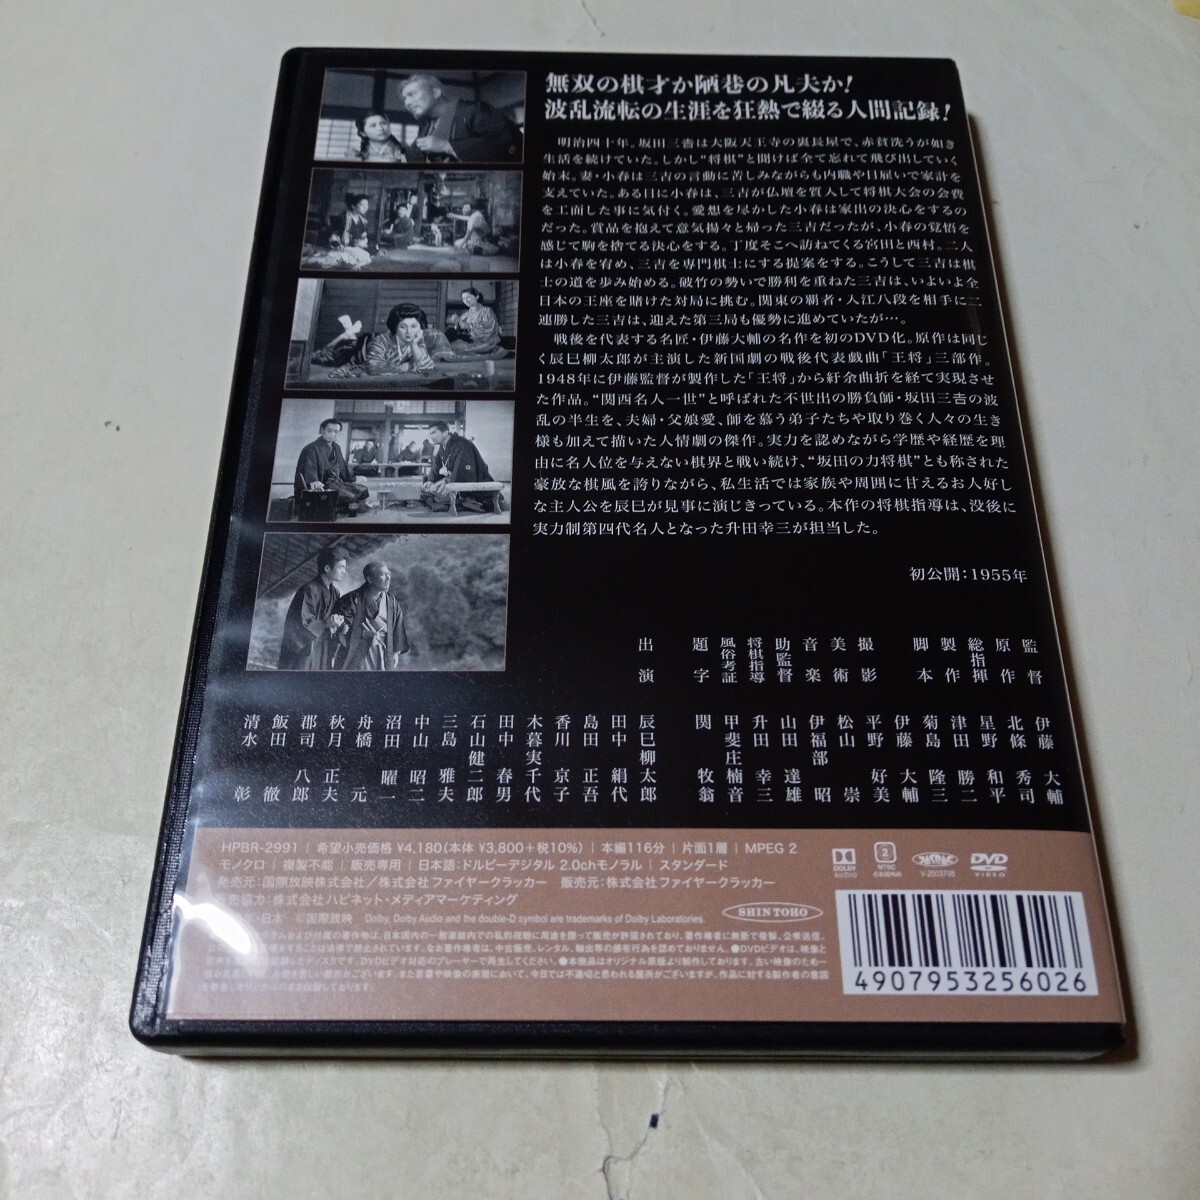 無双の棋才か陋巷の凡夫か!
波乱流転の生涯を狂熱で綴る人間記録!
明治四十年。坂田三𠮷は大阪天王寺の裏長屋で、赤貧洗うが如き
生活を続けていた。しかし“将棋”と聞けば全て忘れて飛び出していく
始末。妻・小春は三吉の言動に苦しみながらも内職や日雇いで家計を
支えていた。ある日に小春は、三吉が仏壇を質入して将棋大会の会費
を工面した事に気付く。愛想を尽かした小春は家出の決心をするの
だった。賞品を抱えて意気揚々と帰った三吉だったが、小春の覚悟を
感じて駒を捨てる決心をする。丁度そこへ訪ねてくる宮田と西村。二人
は小春を宥め、三吉を専門棋士にする提案をする。こうして三吉は棋
士の道を歩み始める。破竹の勢いで勝利を重ねた三吉は、いよいよ全
日本の王座を賭けた対局に挑む。関東の覇者・入江八段を相手に二
連勝した三吉は、迎えた第三局も優勢に進めていたが…。
戦後を代表する名匠・伊藤大輔の名作を初のDVD化。原作は同じ
く辰巳柳太郎が主演した新国劇の戦後代表戯曲「王将」三部作。
1948年に伊藤監督が製作した「王将」から紆余曲折を経て実現させ
た作品。“関西名人一世”と呼ばれた不世出の勝負師・坂田三𠮷の波
乱の半生を、夫婦・父娘愛、師を慕う弟子たちや取り巻く人々の生き
様も加えて描いた人情劇の傑作。実力を認めながら学歴や経歴を理
由に名人位を与えない棋界と戦い続け、“坂田の力将棋”とも称された
豪放な棋風を誇りながら、私生活では家族や周囲に甘えるお人好し
な主人公を辰巳が見事に演じきっている。本作の将棋指導は、没後に
実力制第四代名人となった升田幸三が担当した。
初公開:1955年
監督 伊藤大輔
原作 北條秀司
総指揮 星野和平
製作 津田勝二
脚本 菊島隆三
伊藤大輔
撮影 平野好美
美術 松山崇
音楽 伊福部昭
助監督 山田達雄
将棋指導 升田幸三
風俗考証 甲斐庄楠音
題字 関牧翁
出演 辰巳柳太郎
田中絹代
島田正吾
香川京子
木暮実千代
田中春男
石山健二郎
三島雅夫
中山昭二
沼田曜一
舟橋元
秋月正夫
郡司八郎
飯田徹
清水彰
HPBR-2991 | 希望小売価格 ¥4,180(本体 ¥3,800+税10%) | 本編116分 | 片面1層 | MPEG 2
モノクロ | 複製不能 | 販売専用 | 日本語:ドルビーデジタル 2.0chモノラル | スタンダード
発売元:国際放映株式会社/株式会社ファイヤークラッカー 販売元:株式会社ファイヤークラッカー
販売協力:株式会社ハピネット・メディアマーケティング
日本 ©国際放映 Dolby, Dolby Audio and the double-D symbol are trademarks of Dolby Laboratories.
DOLBY
AUDIO
2
NTSC
日本国内向
V-2503795
DVD
VIDEO
SHINTOHO
4907953256026